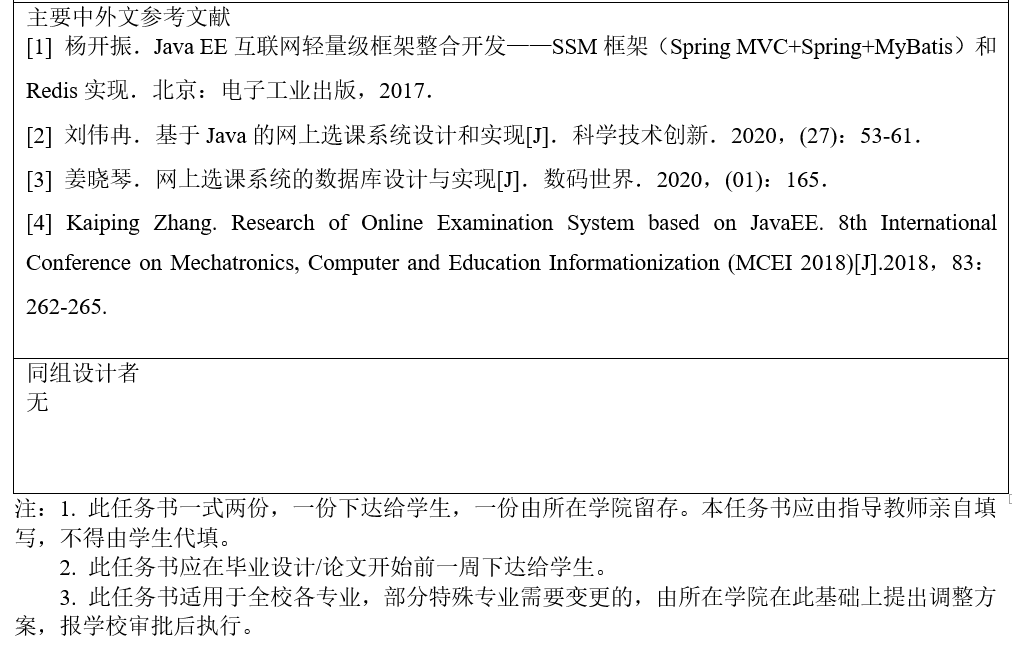 主要中外文参考文献
[1] 杨开振．Java EE 互联网轻量级框架整合开发——SSM 框架（Spring MVC+Spring+MyBatis）和
Redis 实现．北京：电子工业出版，2017．
[2] 刘伟冉．基于 Java 的网上选课系统设计和实现[J]．科学技术创新．2020，(27)：53-61．
[3] 姜晓琴．网上选课系统的数据库设计与实现[J]．数码世界．2020，(01)：165．
[4] Kaiping Zhang. Research of Online Examination System based on JavaEE. 8th International
Conference on Mechatronics, Computer and Education Informationization (MCEI 2018)[J].2018，83：
262-265.
同组设计者
无
注：1. 此任务书一式两份，一份下达给学生，一份由所在学院留存。本任务书应由指导教师亲自填
写，不得由学生代填。
2. 此任务书应在毕业设计/论文开始前一周下达给学生。
3. 此任务书适用于全校各专业，部分特殊专业需要变更的，由所在学院在此基础上提出调整方
案，报学校审批后执行。